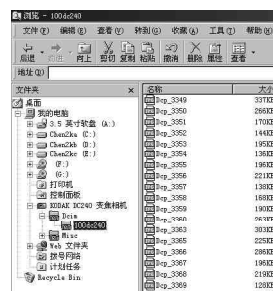 浏览 - 100dc240
文件(F) 编辑(E) 查看(V) 转到(G) 收藏(A) 工具(T) 帮助(H)
后退 前进 向上 剪切 复制 粘贴 撤消 删除 属性 查看
地址(D)
文件夹 ×
桌面
我的电脑
3.5 英寸软盘 (A:)
Chen2ka (C:)
Chen2kb (D:)
Chen2kc (E:)
(F:)
(G:)
打印机
控制面板
KODAK DC240 变焦相机
Dcim
100dc240
Misc
Web 文件夹
拨号网络
计划任务
Recycle Bin
名称 大小
Dcp_3349 337KB
Dcp_3350 266KB
Dcp_3351 170KB
Dcp_3352 144KB
Dcp_3353 195KB
Dcp_3354 136KB
Dcp_3355 196KB
Dcp_3356 221KB
Dcp_3357 138KB
Dcp_3358 168KB
Dcp_3359 190KB
Dcp_3360 263KB
Dcp_3363 303KB
Dcp_3365 225KB
Dcp_3366 286KB
Dcp_3367 196KB
Dcp_3368 219KB
Dcp_3369 128KB